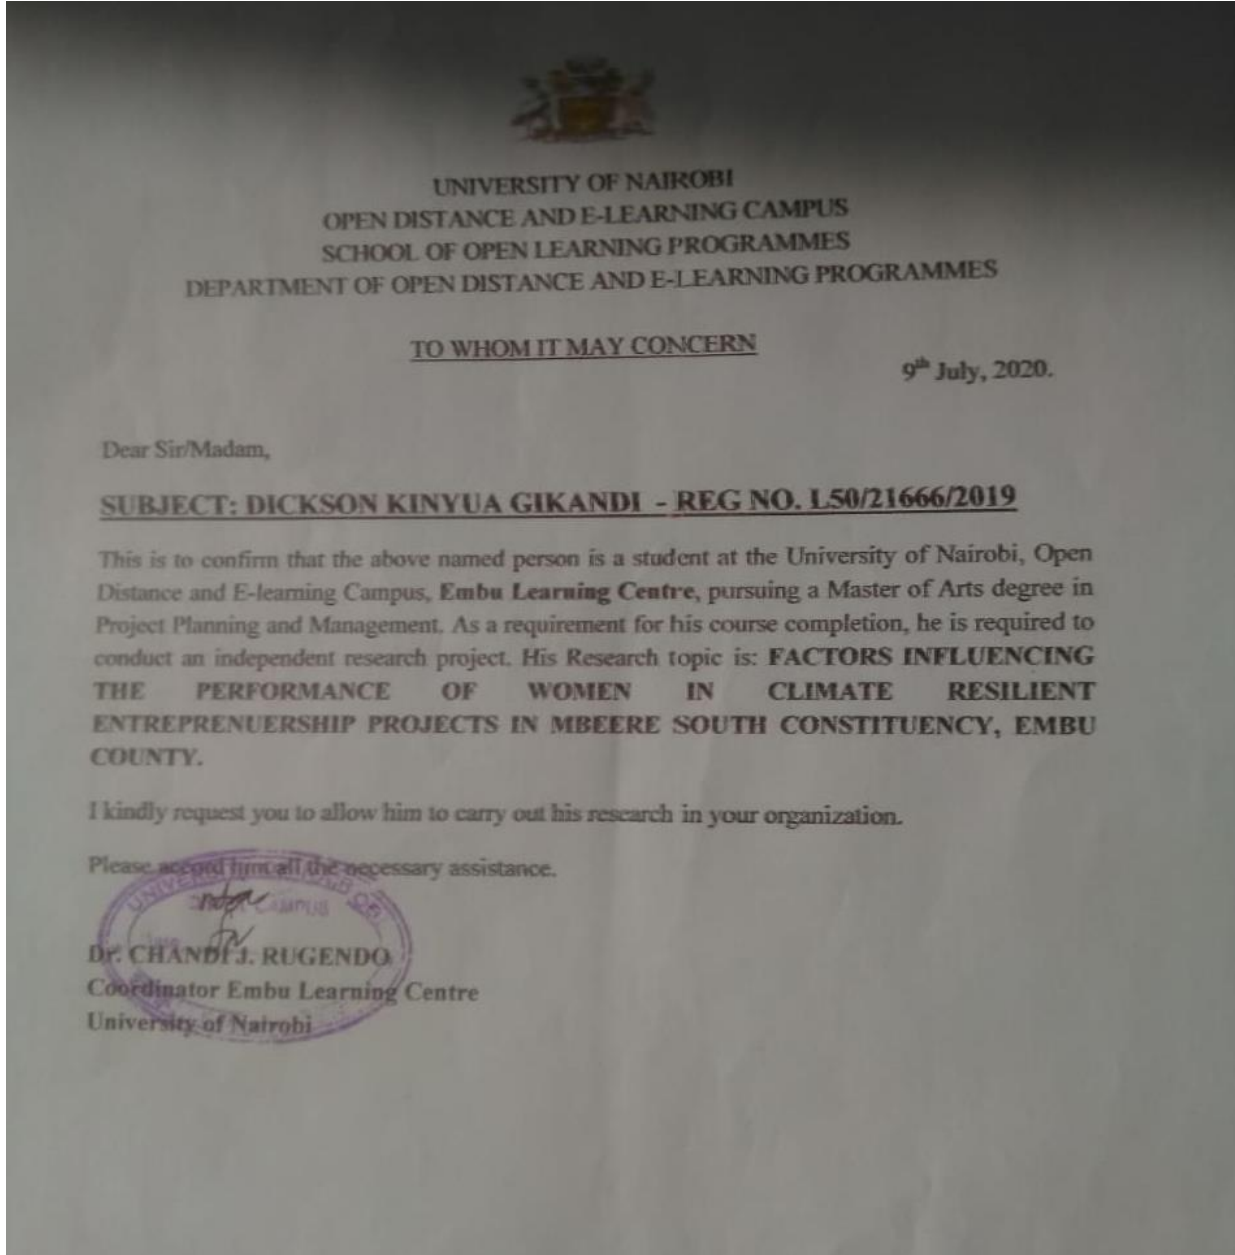 UNIVERSITY OF NAIROBI
OPEN DISTANCE AND E-LEARNING CAMPUS
SCHOOL OF OPEN LEARNING PROGRAMMES
DEPARTMENT OF OPEN DISTANCE AND E-LEARNING PROGRAMMES
TO WHOM IT MAY CONCERN
9th July, 2020.
Dear Sir/Madam,
SUBJECT: DICKSON KINYUA GIKANDI - REG NO. L50/21666/2019
This is to confirm that the above named person is a student at the University of Nairobi, Open
Distance and E-learning Campus, Embu Learning Centre, pursuing a Master of Arts degree in
Project Planning and Management. As a requirement for his course completion, he is required to
conduct an independent research project. His Research topic is: FACTORS INFLUENCING
THE PERFORMANCE OF WOMEN IN CLIMATE RESILIENT
ENTREPRENUERSHIP PROJECTS IN MBEERE SOUTH CONSTITUENCY, EMBU
COUNTY.
I kindly request you to allow him to carry out his research in your organization.
Please accord him all the necessary assistance.
CAMPUS
Dr. CHANDI J. RUGENDO
Coordinator Embu Learning Centre
University of Nairobi